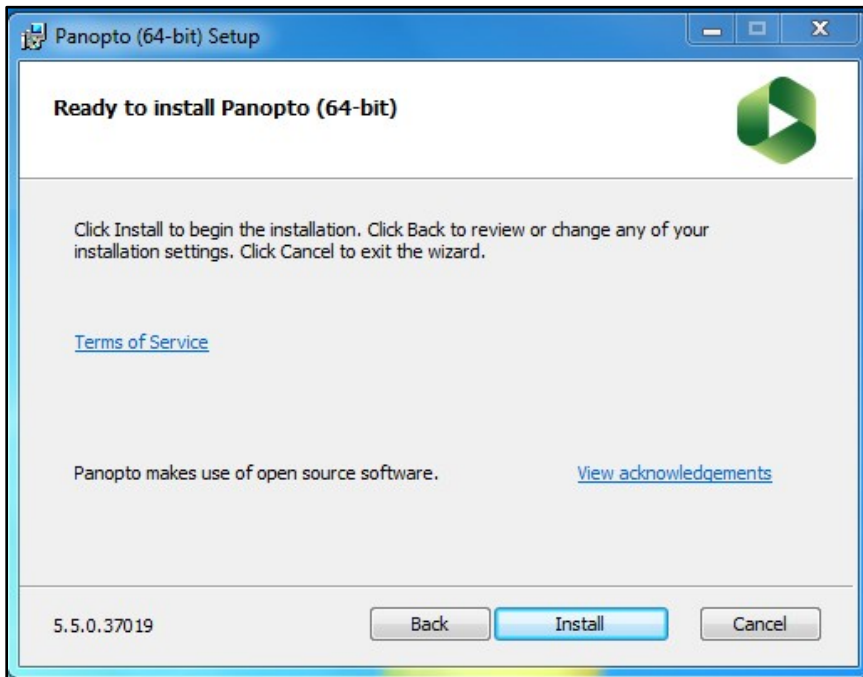 Panopto (64-bit) Setup
Ready to install Panopto (64-bit)
Click Install to begin the installation. Click Back to review or change any of your
installation settings. Click Cancel to exit the wizard.
Terms of Service
Panopto makes use of open source software. View acknowledgements
5.5.0.37019 Back Install Cancel